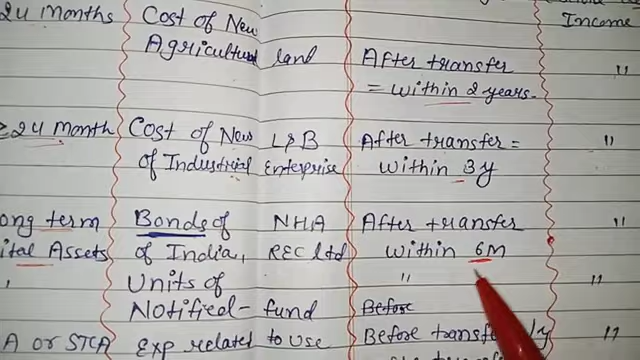 Income
24 Months Cost of New
Agricultural land After transfer "
= within 2 years.
≥24 month Cost of New L&B After transfer = "
of Industrial Enterprise within 3y
ong term Bonds of NHA After transfer "
ital Assets of India, REC ltd within 6M
Units of " "
Notified- fund Before
A or STCA Exp related to use Before transfer 1y "